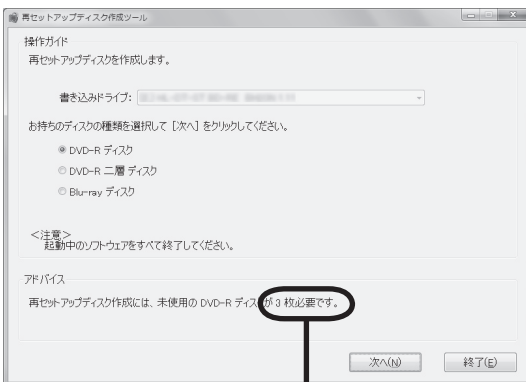 再セットアップディスク作成ツール
操作ガイド
再セットアップディスクを作成します。
書き込みドライブ:
お持ちのディスクの種類を選択して [次へ] をクリックしてください。
DVD-R ディスク
DVD-R 二層 ディスク
Blu-ray ディスク
<注意>
起動中のソフトウェアをすべて終了してください。
アドバイス
再セットアップディスク作成には、未使用の DVD-R ディスクが 3 枚必要です。
次へ(N)
終了(E)